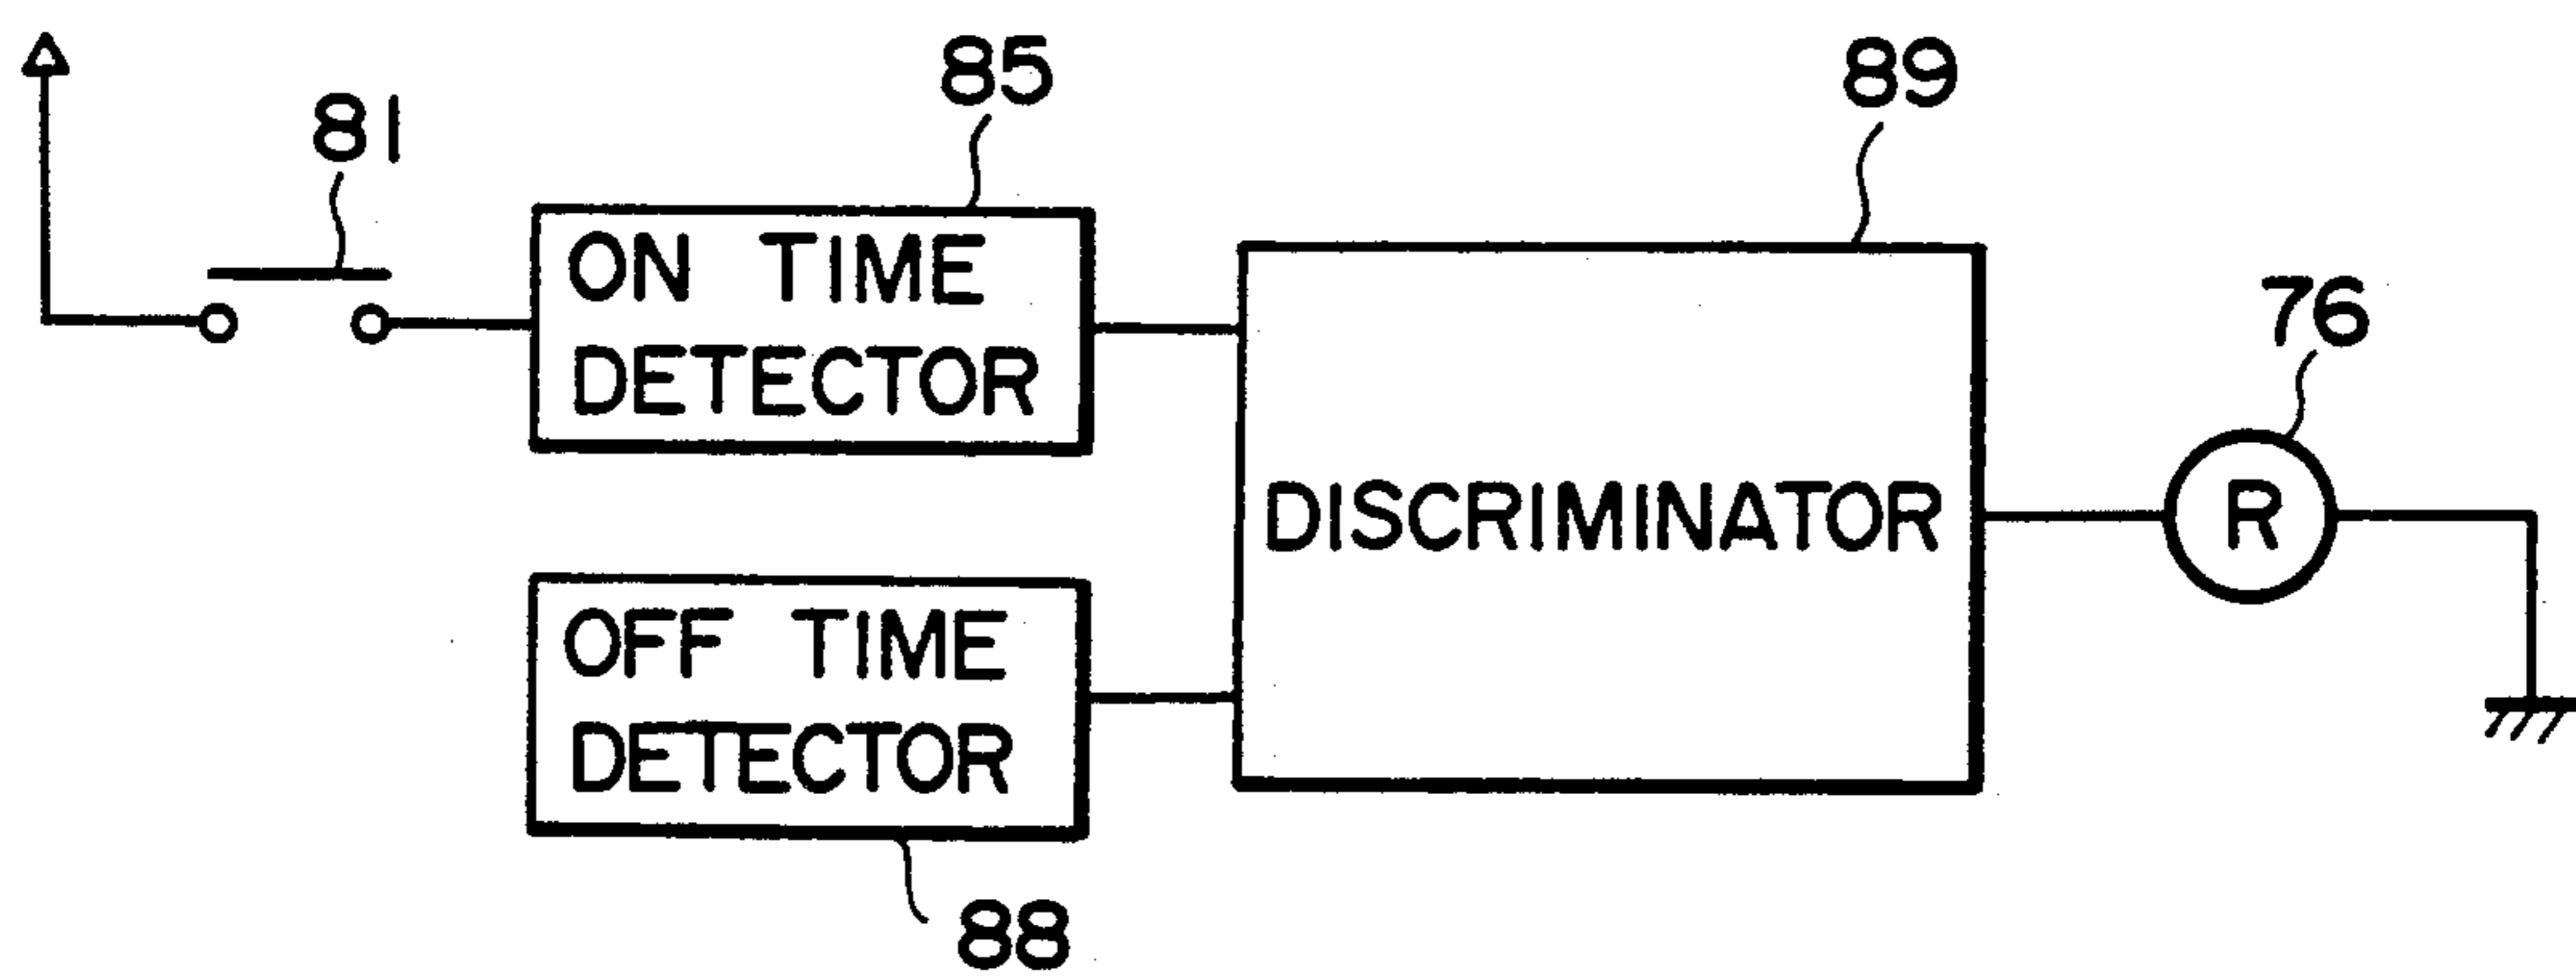 81
85
89
ON TIME
DETECTOR
76
DISCRIMINATOR
R
OFF TIME
DETECTOR
88